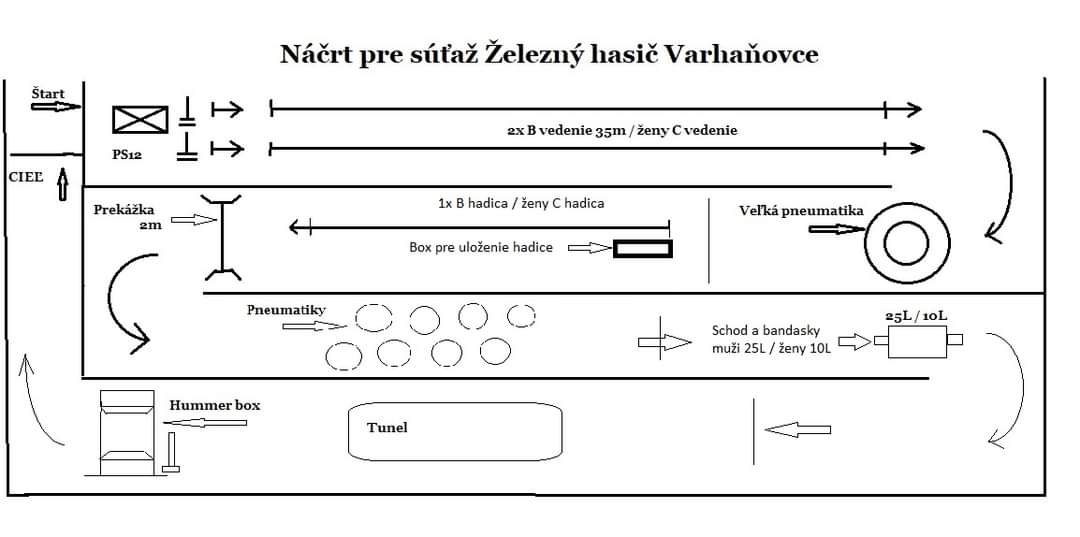 Náčrt pre súťaž Železný hasič Varhaňovce
Štart
PS12
2x B vedenie 35m / ženy C vedenie
CIEĽ
Prekážka
2m
1x B hadica / ženy C hadica
Box pre uloženie hadice
Veľká pneumatika
Pneumatiky
Schod a bandasky
muži 25L / ženy 10L
25L / 10L
Hummer box
Tunel